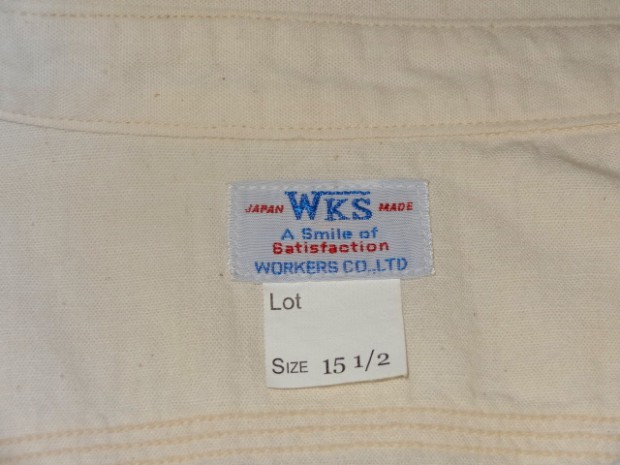 JAPAN WKS MADE
A Smile of
Satisfaction
WORKERS CO.,LTD
Lot
SIZE 15 1/2